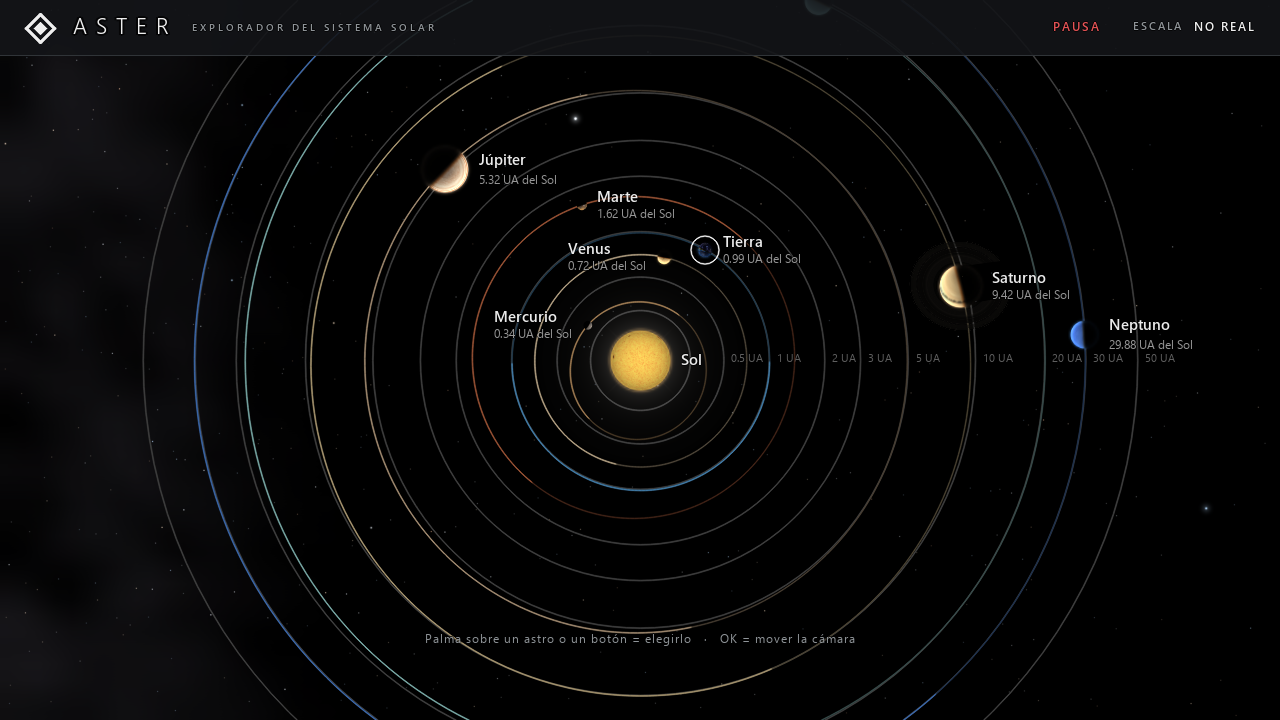 ASTER EXPLORADOR DEL SISTEMA SOLAR
PAUSA
ESCALA NO REAL
Júpiter
5.32 UA del Sol
Marte
1.62 UA del Sol
Tierra
0.99 UA del Sol
Venus
0.72 UA del Sol
Saturno
9.42 UA del Sol
Mercurio
0.34 UA del Sol
Neptuno
29.88 UA del Sol
Sol
0.5 UA 1 UA 2 UA 3 UA 5 UA 10 UA 20 UA 30 UA 50 UA
Palma sobre un astro o un botón = elegirlo · OK = mover la cámara